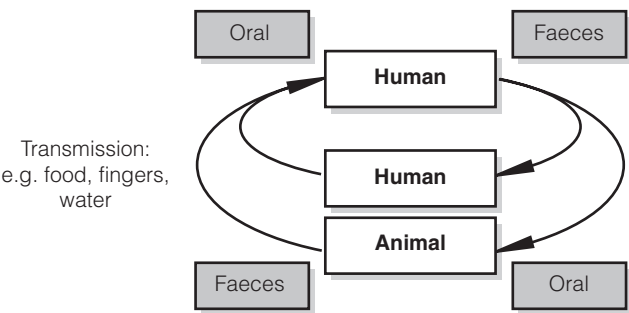 Oral
Faeces
Human
Transmission:
e.g. food, fingers,
water
Human
Animal
Faeces
Oral